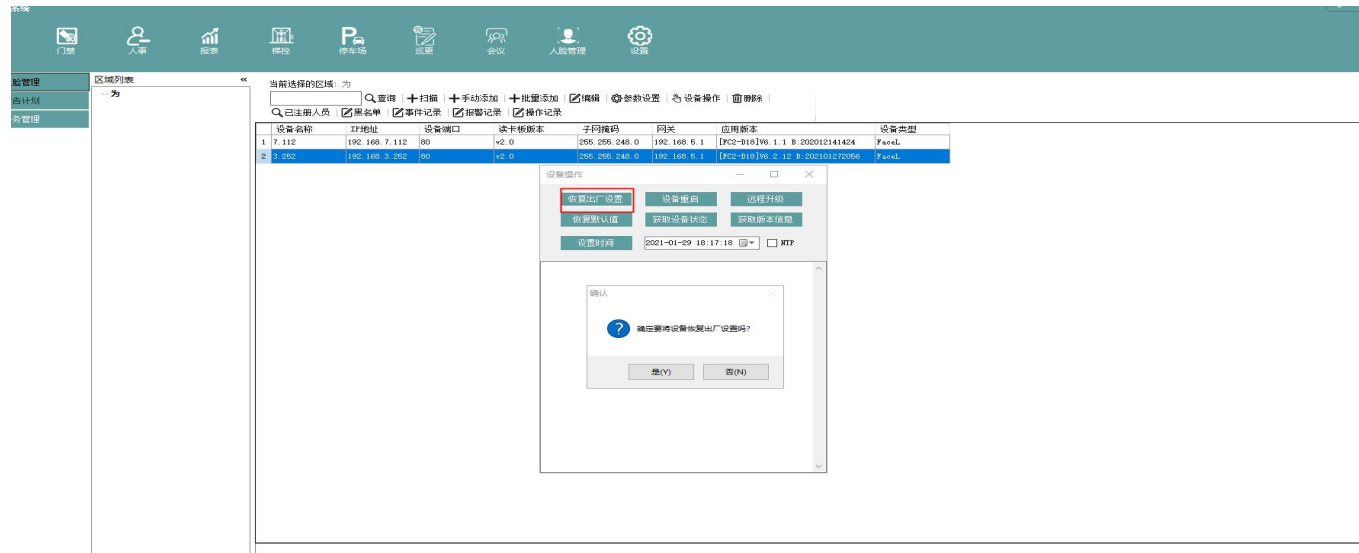 系统
门禁 人事 报表 梯控 停车场 巡更 会议 人脸管理 设置
脸管理
告计划
务管理
区域列表 «
为
当前选择的区域: 为
查询 扫描 手动添加 批量添加 编辑 参数设置 设备操作 删除
已注册人员 黑名单 事件记录 报警记录 操作记录
设备名称 IP地址 设备端口 读卡板版本 子网掩码 网关 应用版本 设备类型
1 7.112 192.168.7.112 80 v2.0 255.255.248.0 192.168.5.1 [FC2-D18]V6.1.1 B:202012141424 FaceL
2 3.252 192.168.3.252 80 v2.0 255.255.248.0 192.168.5.1 [FC2-D18]V6.2.12 B:202101272056 FaceL
设备操作
恢复出厂设置 设备重启 远程升级
恢复默认值 获取设备状态 获取版本信息
设置时间 2021-01-29 18:17:18 NTP
确认
确定要将设备恢复出厂设置吗?
是(Y) 否(N)